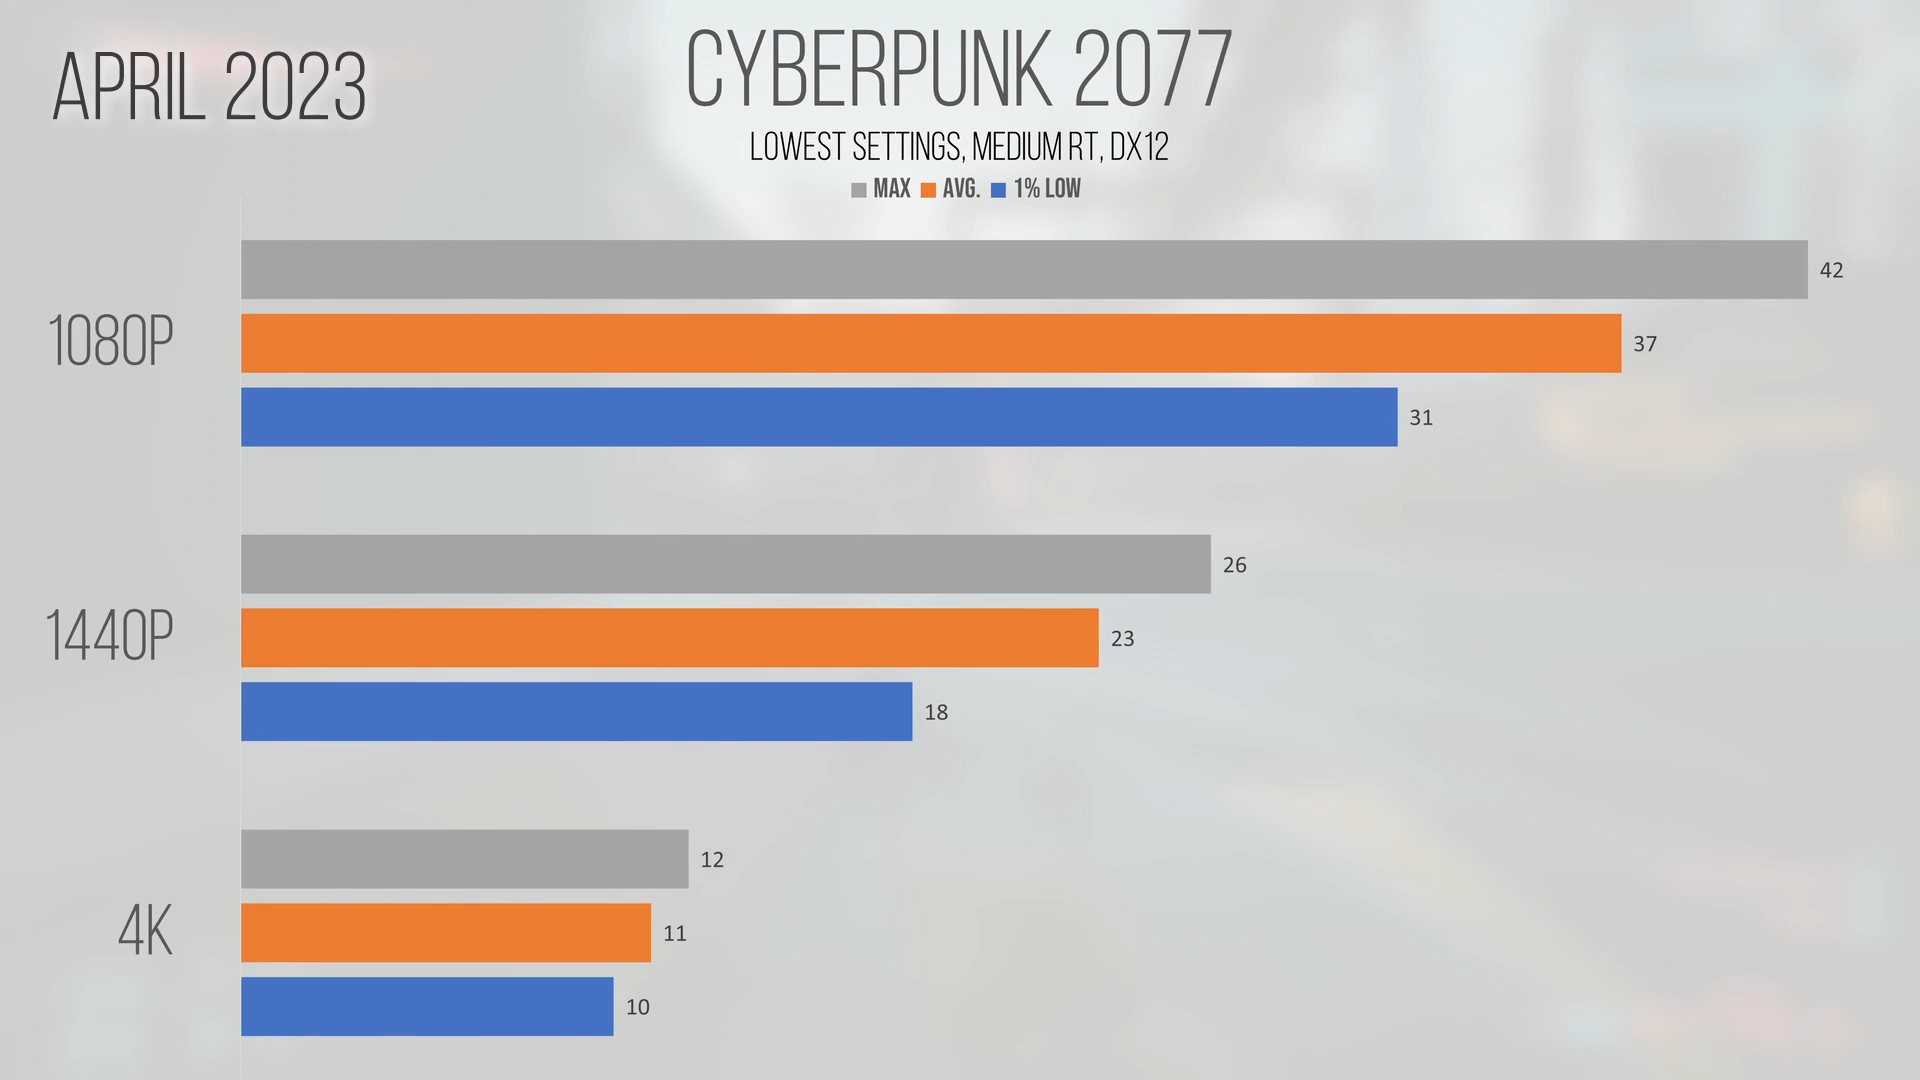 APRIL 2023
CYBERPUNK 2077
LOWEST SETTINGS, MEDIUM RT, DX12
MAX AVG. 1% LOW
1080P
42
37
31
1440P
26
23
18
4K
12
11
10